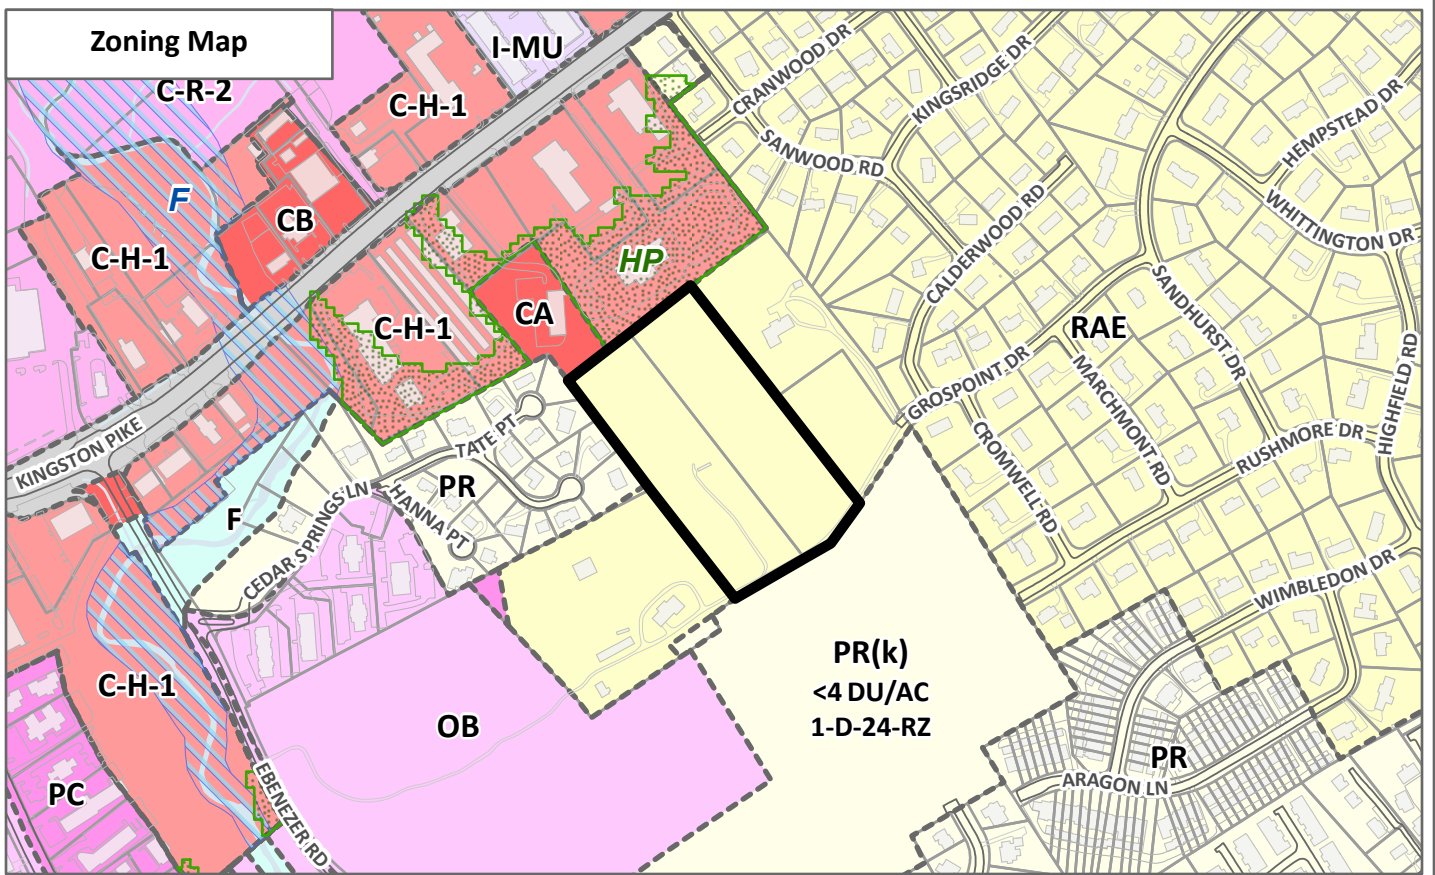 Zoning Map
C-R-2
C-H-1
I-MU
F
CB
C-H-1
C-H-1
CA
HP
CRANWOOD DR
KINGSRIDGE DR
SANWOOD RD
HEMPSTEAD DR
WHITTINGTON DR
CALDERWOOD RD
SANDHURST DR
RAE
GROSPOINT DR
MARCHMONT RD
HIGHFIELD RD
RUSHMORE DR
CROMWELL RD
WIMBLEDON DR
KINGSTON PIKE
TATE PT
PR
HANNA PT
CEDAR SPRINGS LN
F
C-H-1
OB
PC
EBENEZER RD
PR(k)
<4 DU/AC
1-D-24-RZ
PR
ARAGON LN